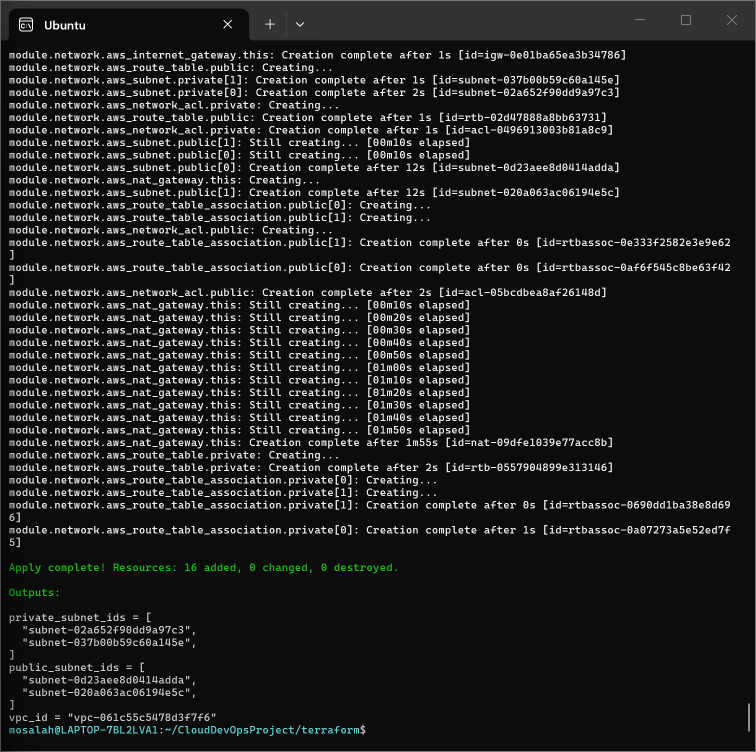 Ubuntu
module.network.aws_internet_gateway.this: Creation complete after 1s [id=igw-0e01ba65ea3b34786]
module.network.aws_route_table.public: Creating...
module.network.aws_subnet.private[1]: Creation complete after 1s [id=subnet-037b00b59c60a145e]
module.network.aws_subnet.private[0]: Creation complete after 2s [id=subnet-02a652f90dd9a97c3]
module.network.aws_network_acl.private: Creating...
module.network.aws_route_table.public: Creation complete after 1s [id=rtb-02d47888a8bb63731]
module.network.aws_network_acl.private: Creation complete after 1s [id=acl-0496913003b81a8c9]
module.network.aws_subnet.public[1]: Still creating... [00m10s elapsed]
module.network.aws_subnet.public[0]: Still creating... [00m10s elapsed]
module.network.aws_subnet.public[0]: Creation complete after 12s [id=subnet-0d23aee8d0414adda]
module.network.aws_nat_gateway.this: Creating...
module.network.aws_subnet.public[1]: Creation complete after 12s [id=subnet-020a063ac06194e5c]
module.network.aws_route_table_association.public[0]: Creating...
module.network.aws_route_table_association.public[1]: Creating...
module.network.aws_network_acl.public: Creating...
module.network.aws_route_table_association.public[1]: Creation complete after 0s [id=rtbassoc-0e333f2582e3e9e62
]
module.network.aws_route_table_association.public[0]: Creation complete after 0s [id=rtbassoc-0af6f545c8be63f42
]
module.network.aws_network_acl.public: Creation complete after 2s [id=acl-05bcdbea8af26148d]
module.network.aws_nat_gateway.this: Still creating... [00m10s elapsed]
module.network.aws_nat_gateway.this: Still creating... [00m20s elapsed]
module.network.aws_nat_gateway.this: Still creating... [00m30s elapsed]
module.network.aws_nat_gateway.this: Still creating... [00m40s elapsed]
module.network.aws_nat_gateway.this: Still creating... [00m50s elapsed]
module.network.aws_nat_gateway.this: Still creating... [01m00s elapsed]
module.network.aws_nat_gateway.this: Still creating... [01m10s elapsed]
module.network.aws_nat_gateway.this: Still creating... [01m20s elapsed]
module.network.aws_nat_gateway.this: Still creating... [01m30s elapsed]
module.network.aws_nat_gateway.this: Still creating... [01m40s elapsed]
module.network.aws_nat_gateway.this: Still creating... [01m50s elapsed]
module.network.aws_nat_gateway.this: Creation complete after 1m55s [id=nat-09dfe1039e77acc8b]
module.network.aws_route_table.private: Creating...
module.network.aws_route_table.private: Creation complete after 2s [id=rtb-0557904899e313146]
module.network.aws_route_table_association.private[0]: Creating...
module.network.aws_route_table_association.private[1]: Creating...
module.network.aws_route_table_association.private[1]: Creation complete after 0s [id=rtbassoc-0690dd1ba38e8d69
6]
module.network.aws_route_table_association.private[0]: Creation complete after 1s [id=rtbassoc-0a07273a5e52ed7f
5]
Apply complete! Resources: 16 added, 0 changed, 0 destroyed.
Outputs:
private_subnet_ids = [
  "subnet-02a652f90dd9a97c3",
  "subnet-037b00b59c60a145e",
]
public_subnet_ids = [
  "subnet-0d23aee8d0414adda",
  "subnet-020a063ac06194e5c",
]
vpc_id = "vpc-061c55c5478d3f7f6"
mosalah@LAPTOP-7BL2LVA1:~/CloudDevOpsProject/terraform$